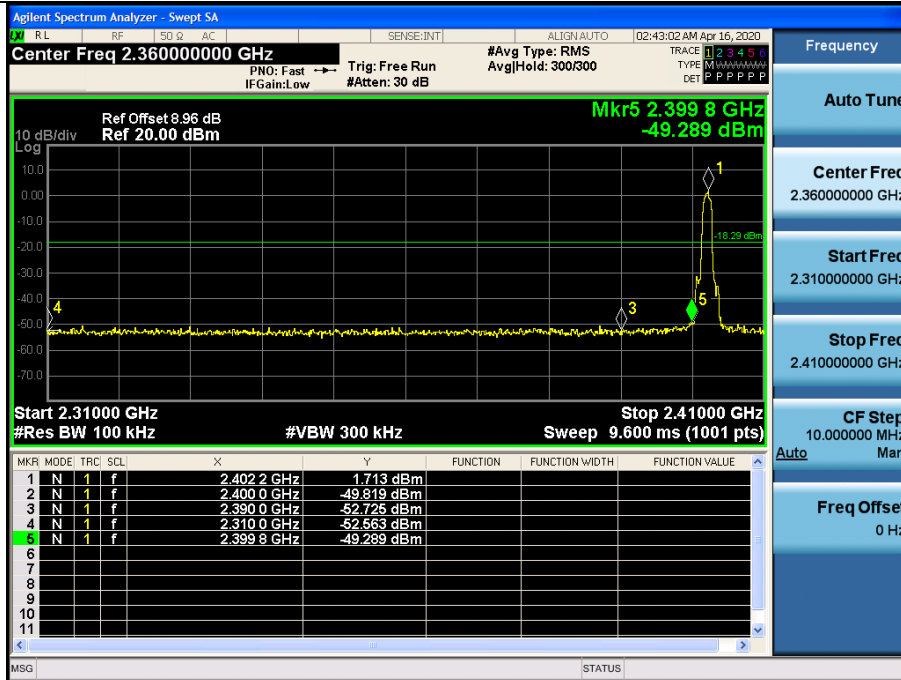 Agilent Spectrum Analyzer - Swept SA
LXI RL RF 50 Ω AC SENSE:INT ALIGN AUTO 02:43:02 AM Apr 16, 2020
Center Freq 2.360000000 GHz
PNO: Fast
IFGain:Low
Trig: Free Run
#Atten: 30 dB
#Avg Type: RMS
Avg|Hold: 300/300
TRACE 1 2 3 4 5 6
TYPE M W W W W W
DET P P P P P P
Mkr5 2.399 8 GHz
-49.289 dBm
Ref Offset 8.96 dB
10 dB/div Ref 20.00 dBm
Log
10.0
0.00
-10.0
-20.0
-30.0
-40.0
-50.0
-60.0
-70.0
1
-18.29 dBm
4
3
5
Start 2.31000 GHz Stop 2.41000 GHz
#Res BW 100 kHz #VBW 300 kHz Sweep 9.600 ms (1001 pts)
MKR MODE TRC SCL X Y FUNCTION FUNCTION WIDTH FUNCTION VALUE
1 N 1 f 2.402 2 GHz 1.713 dBm
2 N 1 f 2.400 0 GHz -49.819 dBm
3 N 1 f 2.390 0 GHz -52.725 dBm
4 N 1 f 2.310 0 GHz -52.563 dBm
5 N 1 f 2.399 8 GHz -49.289 dBm
6
7
8
9
10
11
MSG STATUS
Frequency
Auto Tune
Center Freq
2.360000000 GHz
Start Freq
2.310000000 GHz
Stop Freq
2.410000000 GHz
CF Step
10.000000 MHz
Auto Man
Freq Offset
0 Hz